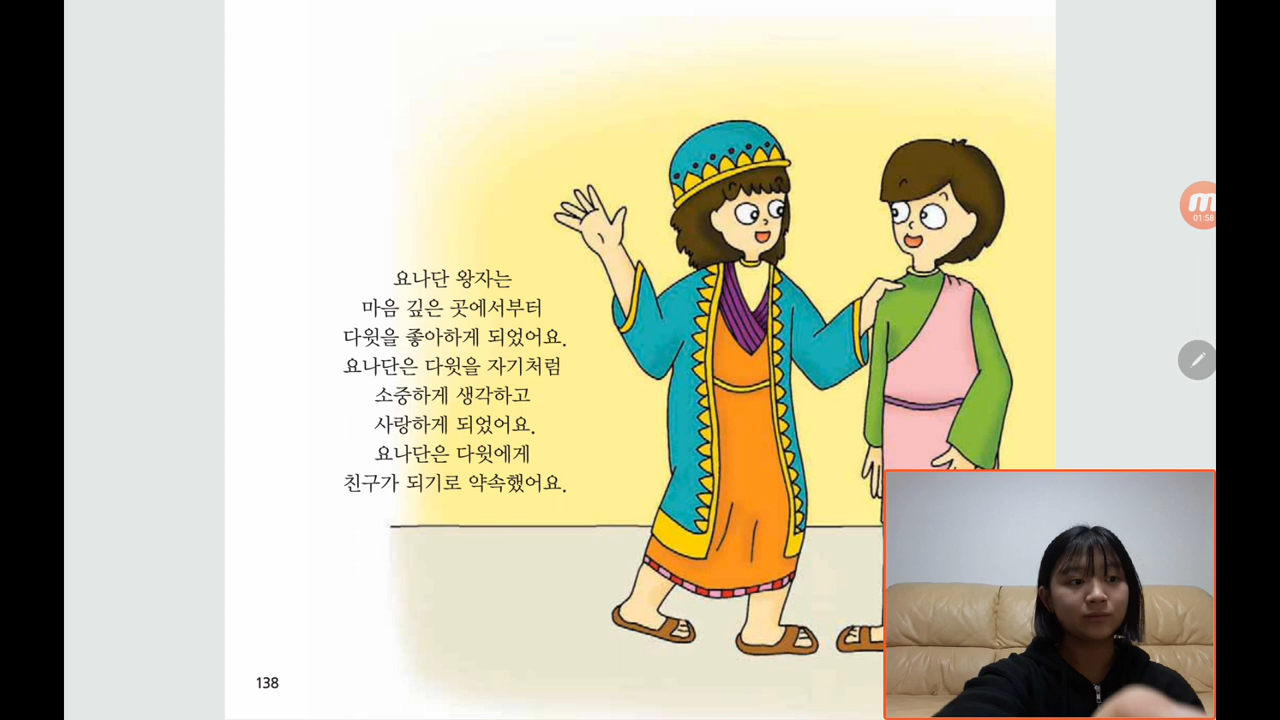 요나단 왕자는
마음 깊은 곳에서부터
다윗을 좋아하게 되었어요.
요나단은 다윗을 자기처럼
소중하게 생각하고
사랑하게 되었어요.
요나단은 다윗에게
친구가 되기로 약속했어요.
138
01:58